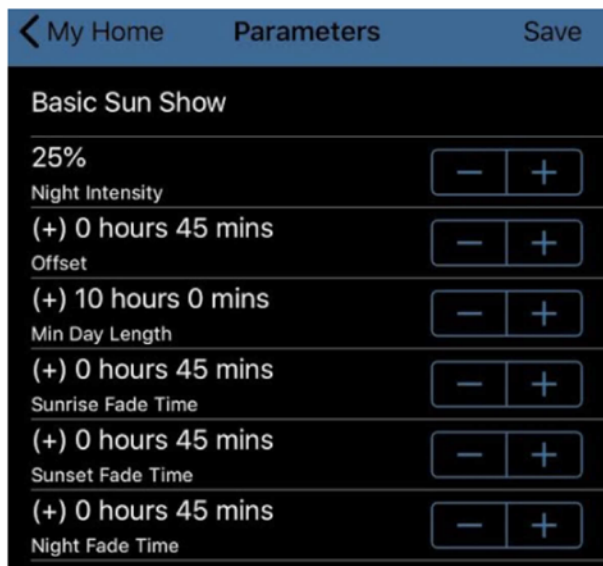 My Home Parameters Save
Basic Sun Show
25%
Night Intensity
(+) 0 hours 45 mins
Offset
(+) 10 hours 0 mins
Min Day Length
(+) 0 hours 45 mins
Sunrise Fade Time
(+) 0 hours 45 mins
Sunset Fade Time
(+) 0 hours 45 mins
Night Fade Time